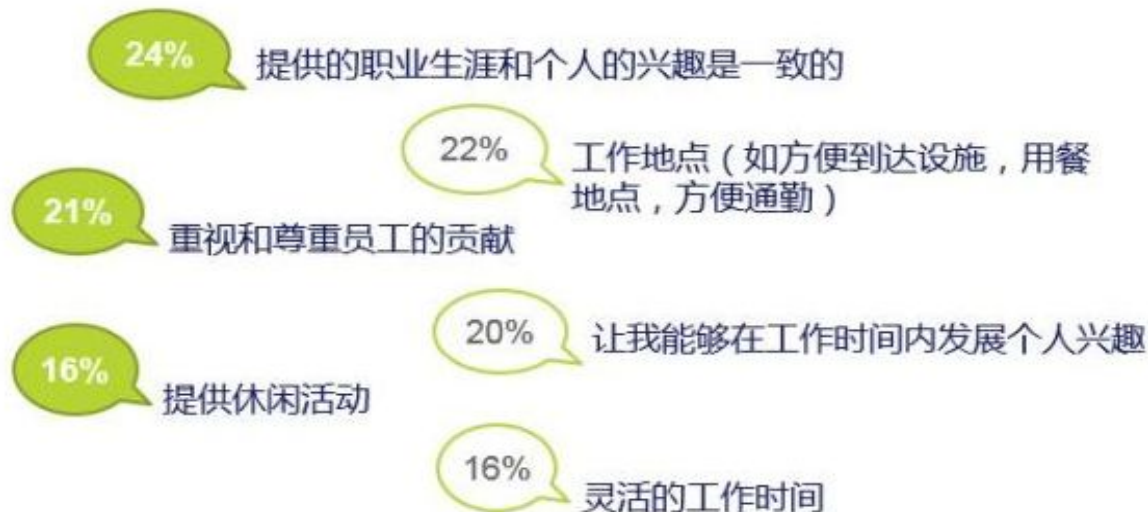 24%
提供的职业生涯和个人的兴趣是一致的
22%
工作地点（如方便到达设施，用餐
地点，方便通勤）
21%
重视和尊重员工的贡献
20%
让我能够在工作时间内发展个人兴趣
16%
提供休闲活动
16%
灵活的工作时间